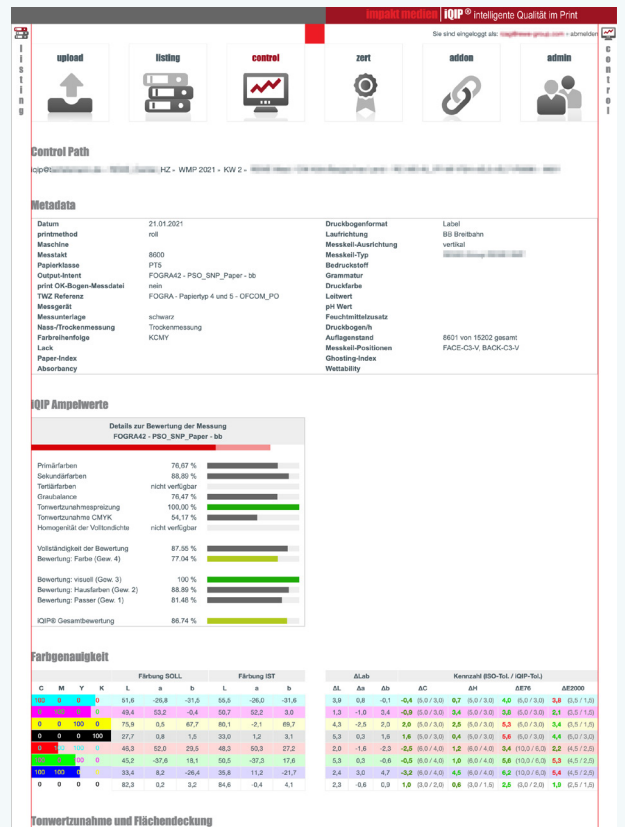 impakt medien iQIP® intelligente Qualität im Print
Sie sind eingeloggt als: - abmelden
listing
upload listing control zert addon admin
control
Control Path
HZ - WMP 2021 - KW 2 -
Metadata
Datum 21.01.2021 Druckbogenformat Label
printmethod roll Laufrichtung BB Breitbahn
Maschine Messkeil-Ausrichtung vertikal
Messtakt 8600 Messkeil-Typ
Papierklasse PT5 Bedruckstoff
Output-Intent FOGRA42 - PSO_SNP_Paper - bb Grammatur
print OK-Bogen-Messdatei nein Druckfarbe
TWZ Referenz FOGRA - Papiertyp 4 und 5 - OFCOM_PO Leitwert
Messgerät pH Wert
Messunterlage schwarz Feuchtmittelzusatz
Nass-/Trockenmessung Trockenmessung Druckbogen/h
Farbreihenfolge KCMY Auflagenstand 8601 von 15202 gesamt
Lack Messkeil-Positionen FACE-C3-V, BACK-C3-V
Paper-Index Ghosting-Index
Absorbancy Wettability
IQIP Ampelwerte
Details zur Bewertung der Messung
FOGRA42 - PSO_SNP_Paper - bb
Primärfarben 76,67 %
Sekundärfarben 88,89 %
Tertiärfarben nicht verfügbar
Graubalance 76,47 %
Tonwertzunahmespreizung 100,00 %
Tonwertzunahme CMYK 54,17 %
Homogenität der Volltondichte nicht verfügbar
Vollständigkeit der Bewertung 87.55 %
Bewertung: Farbe (Gew. 4) 77.04 %
Bewertung: visuell (Gew. 3) 100 %
Bewertung: Hausfarben (Gew. 2) 88.89 %
Bewertung: Passer (Gew. 1) 81.48 %
iQIP® Gesamtbewertung 86.74 %
Farbgenauigkeit
Färbung SOLL Färbung IST ΔLab Kennzahl (ISO-Tol. / iQIP-Tol.)
C M Y K L a b L a b ΔL Δa Δb ΔC ΔH ΔE76 ΔE2000
100 0 0 0 51,6 -26,8 -31,5 55,5 -26,0 -31,6 3,9 0,8 -0,1 -0,4 (5,0 / 3,0) 0,7 (5,0 / 3,0) 4,0 (5,0 / 3,0) 3,8 (3,5 / 1,5)
0 100 0 0 49,4 53,2 -0,4 50,7 52,2 3,0 1,3 -1,0 3,4 -0,9 (5,0 / 3,0) 3,4 (5,0 / 3,0) 3,8 (5,0 / 3,0) 2,1 (3,5 / 1,5)
0 0 100 0 75,9 0,5 67,7 80,1 -2,1 69,7 4,3 -2,5 2,0 2,0 (5,0 / 3,0) 2,5 (5,0 / 3,0) 5,3 (5,0 / 3,0) 3,4 (3,5 / 1,5)
0 0 0 100 27,7 0,8 1,5 33,0 1,2 3,1 5,3 0,3 1,6 1,6 (5,0 / 3,0) 0,4 (5,0 / 3,0) 5,6 (5,0 / 3,0) 4,4 (5,0 / 3,0)
0 100 100 0 46,3 52,0 29,5 48,3 50,3 27,2 2,0 -1,6 -2,3 -2,5 (6,0 / 4,0) 1,2 (6,0 / 4,0) 3,4 (10,0 / 6,0) 2,2 (4,5 / 2,5)
100 0 100 0 45,2 -37,6 18,1 50,5 -37,3 17,6 5,3 0,3 -0,6 -0,5 (6,0 / 4,0) 1,0 (6,0 / 4,0) 5,6 (10,0 / 6,0) 5,3 (4,5 / 2,5)
100 100 0 0 33,4 8,2 -26,4 35,8 11,2 -21,7 2,4 3,0 4,7 -3,2 (6,0 / 4,0) 4,5 (6,0 / 4,0) 6,2 (10,0 / 6,0) 5,4 (4,5 / 2,5)
0 0 0 0 82,3 0,2 3,2 84,6 -0,4 4,1 2,3 -0,6 0,9 1,0 (3,0 / 2,0) 0,6 (3,0 / 1,5) 2,5 (3,0 / 2,0) 1,9 (2,5 / 1,5)
Tonwertzunahme und Flächendeckung